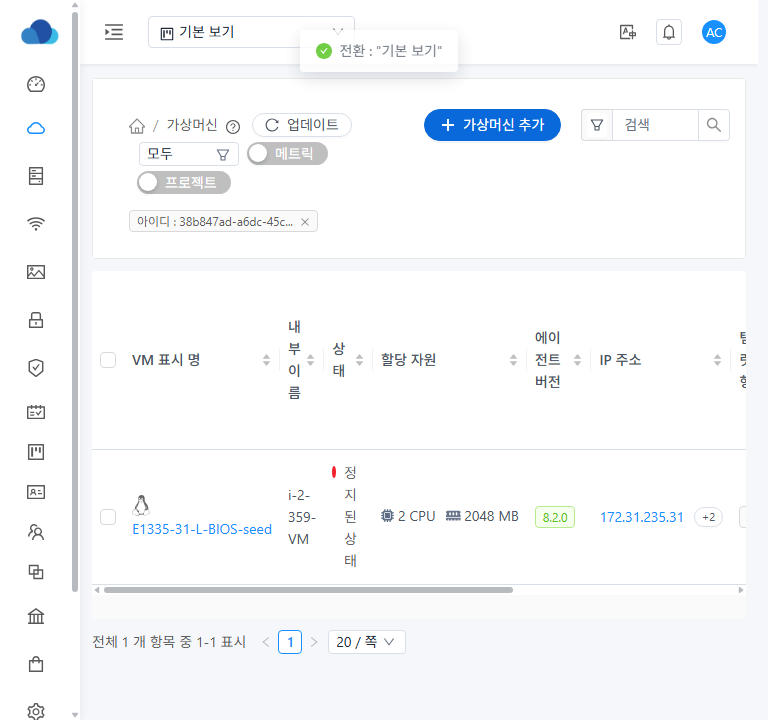 기본 보기
전환 : "기본 보기"
AC
/ 가상머신
업데이트
가상머신 추가
검색
모두
메트릭
프로젝트
아이디 : 38b847ad-a6dc-45c...
VM 표시 명
내
부
이
름
상
태
할당 자원
에이
전트
버전
IP 주소
E1335-31-L-BIOS-seed
i-2-
359-
VM
정
지
된
상
태
2 CPU
2048 MB
8.2.0
172.31.235.31
+2
전체 1 개 항목 중 1-1 표시
1
20 / 쪽